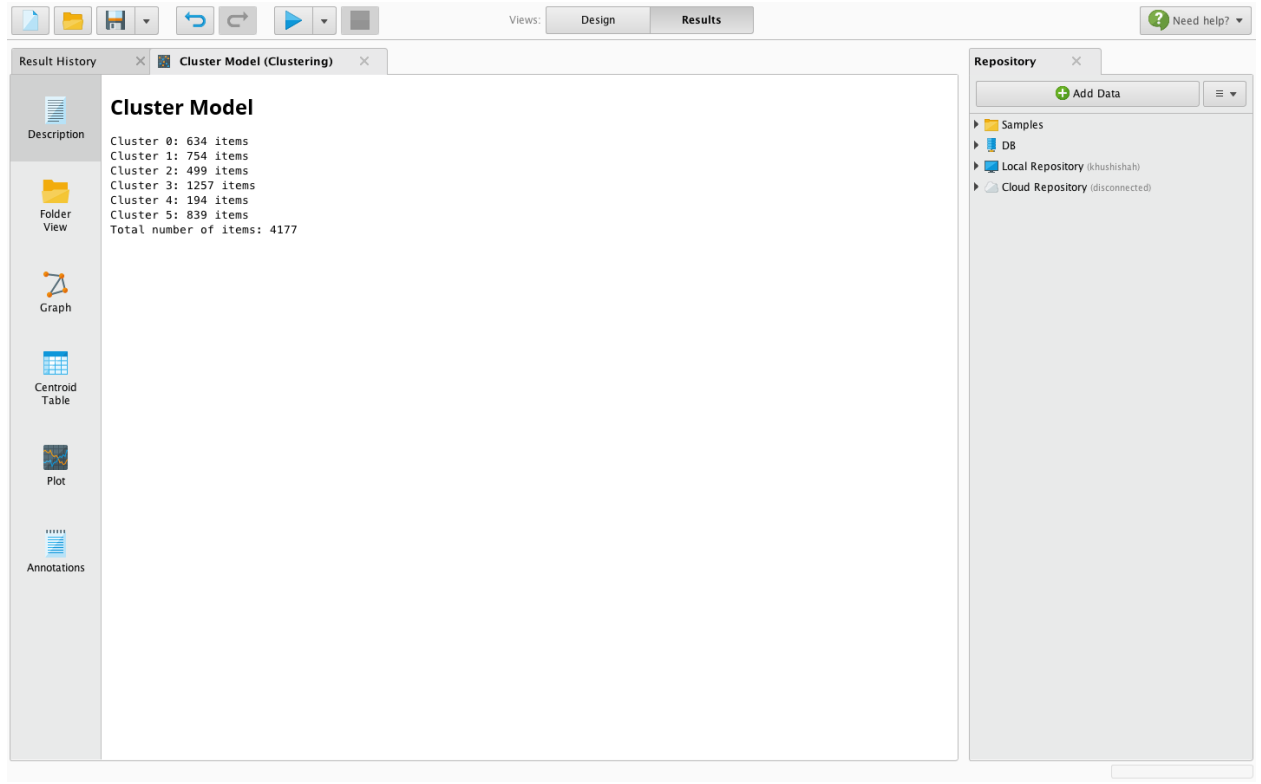 Views:
Design
Results
Need help?
Result History
Cluster Model (Clustering)
Repository
Description
Folder
View
Graph
Centroid
Table
Plot
Annotations
Cluster Model
Cluster 0: 634 items
Cluster 1: 754 items
Cluster 2: 499 items
Cluster 3: 1257 items
Cluster 4: 194 items
Cluster 5: 839 items
Total number of items: 4177
Add Data
Samples
DB
Local Repository (khushishah)
Cloud Repository (disconnected)